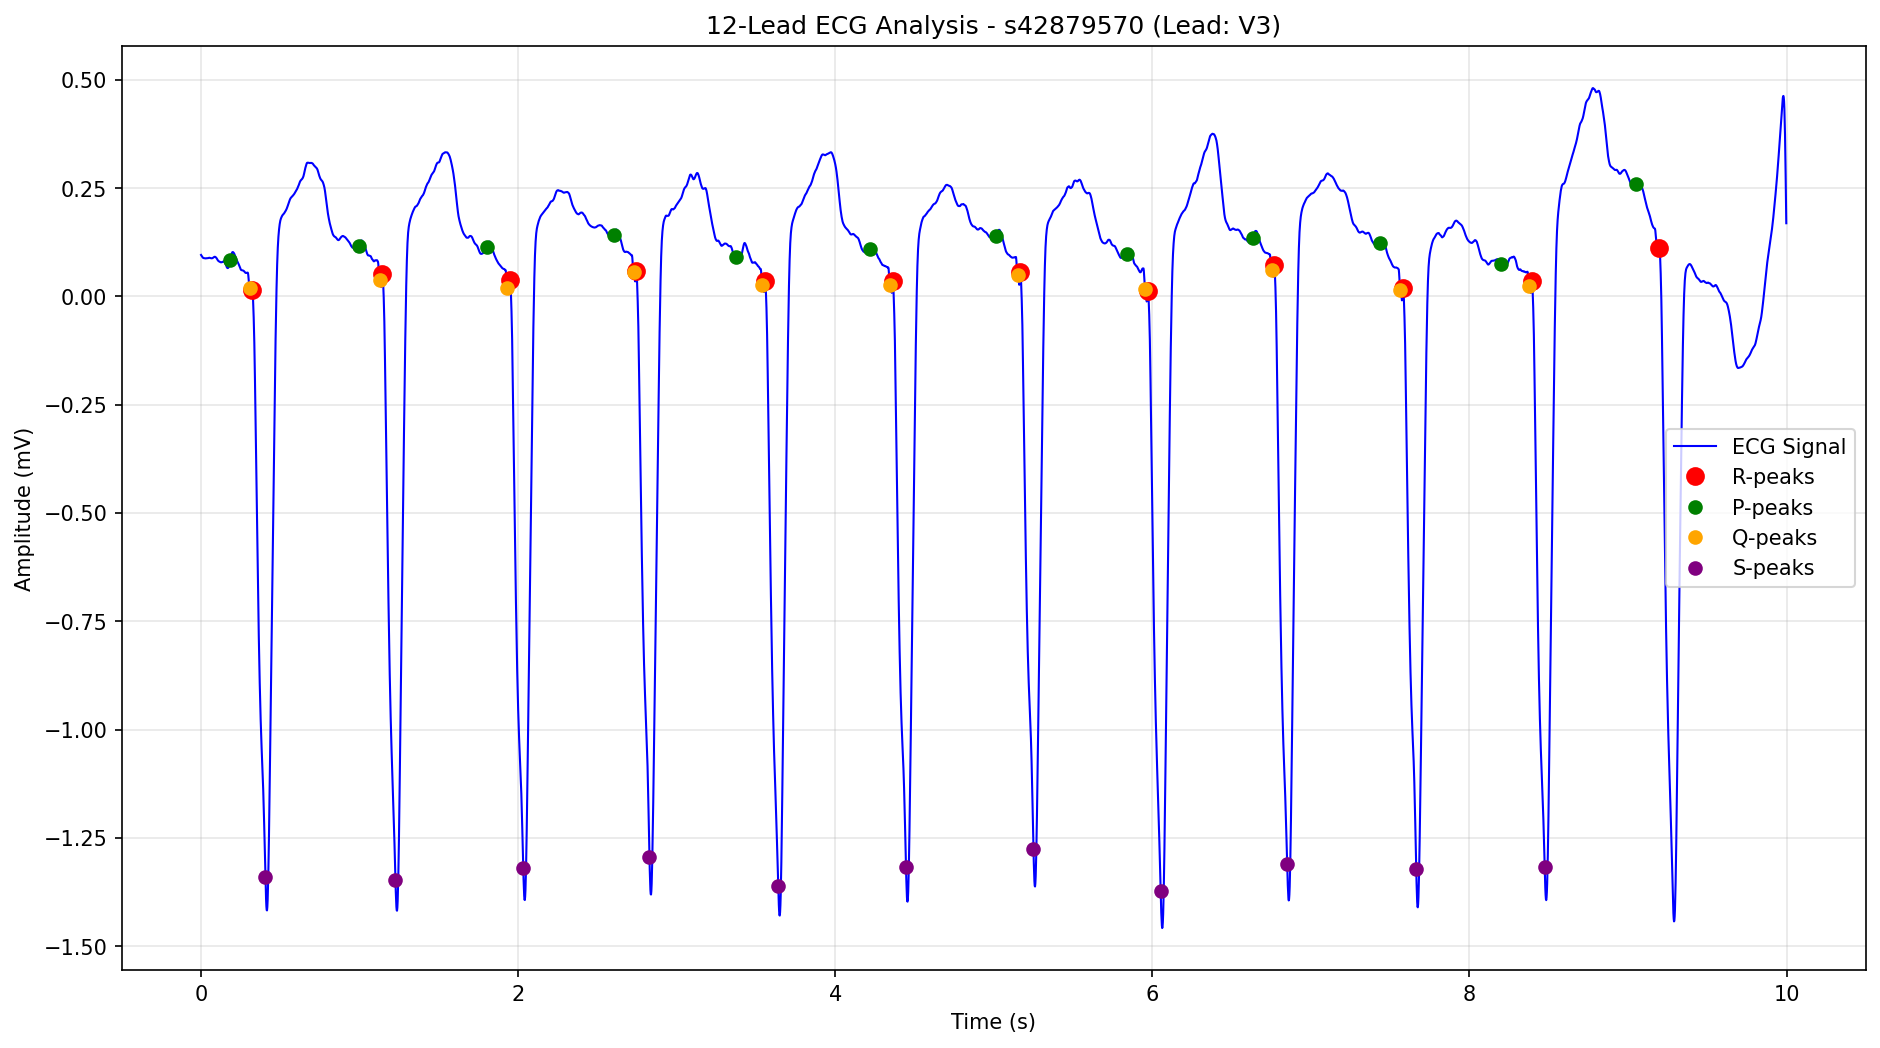 12-Lead ECG Analysis - s42879570 (Lead: V3)
Amplitude (mV)
0.50
0.25
0.00
−0.25
−0.50
−0.75
−1.00
−1.25
−1.50
ECG Signal
R-peaks
P-peaks
Q-peaks
S-peaks
0 2 4 6 8 10
Time (s)